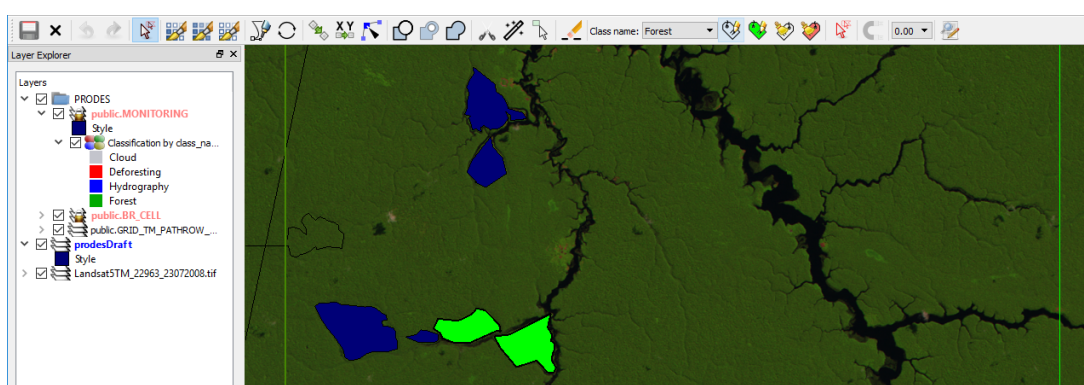 X Y
Class name: Forest
0.00
Layer Explorer
Layers
PRODES
public.MONITORING
Style
Classification by class_na...
Cloud
Deforesting
Hydrography
Forest
public.BR_CELL
public.GRID_TM_PATHROW_...
prodesDraft
Style
Landsat5TM_22963_23072008.tif